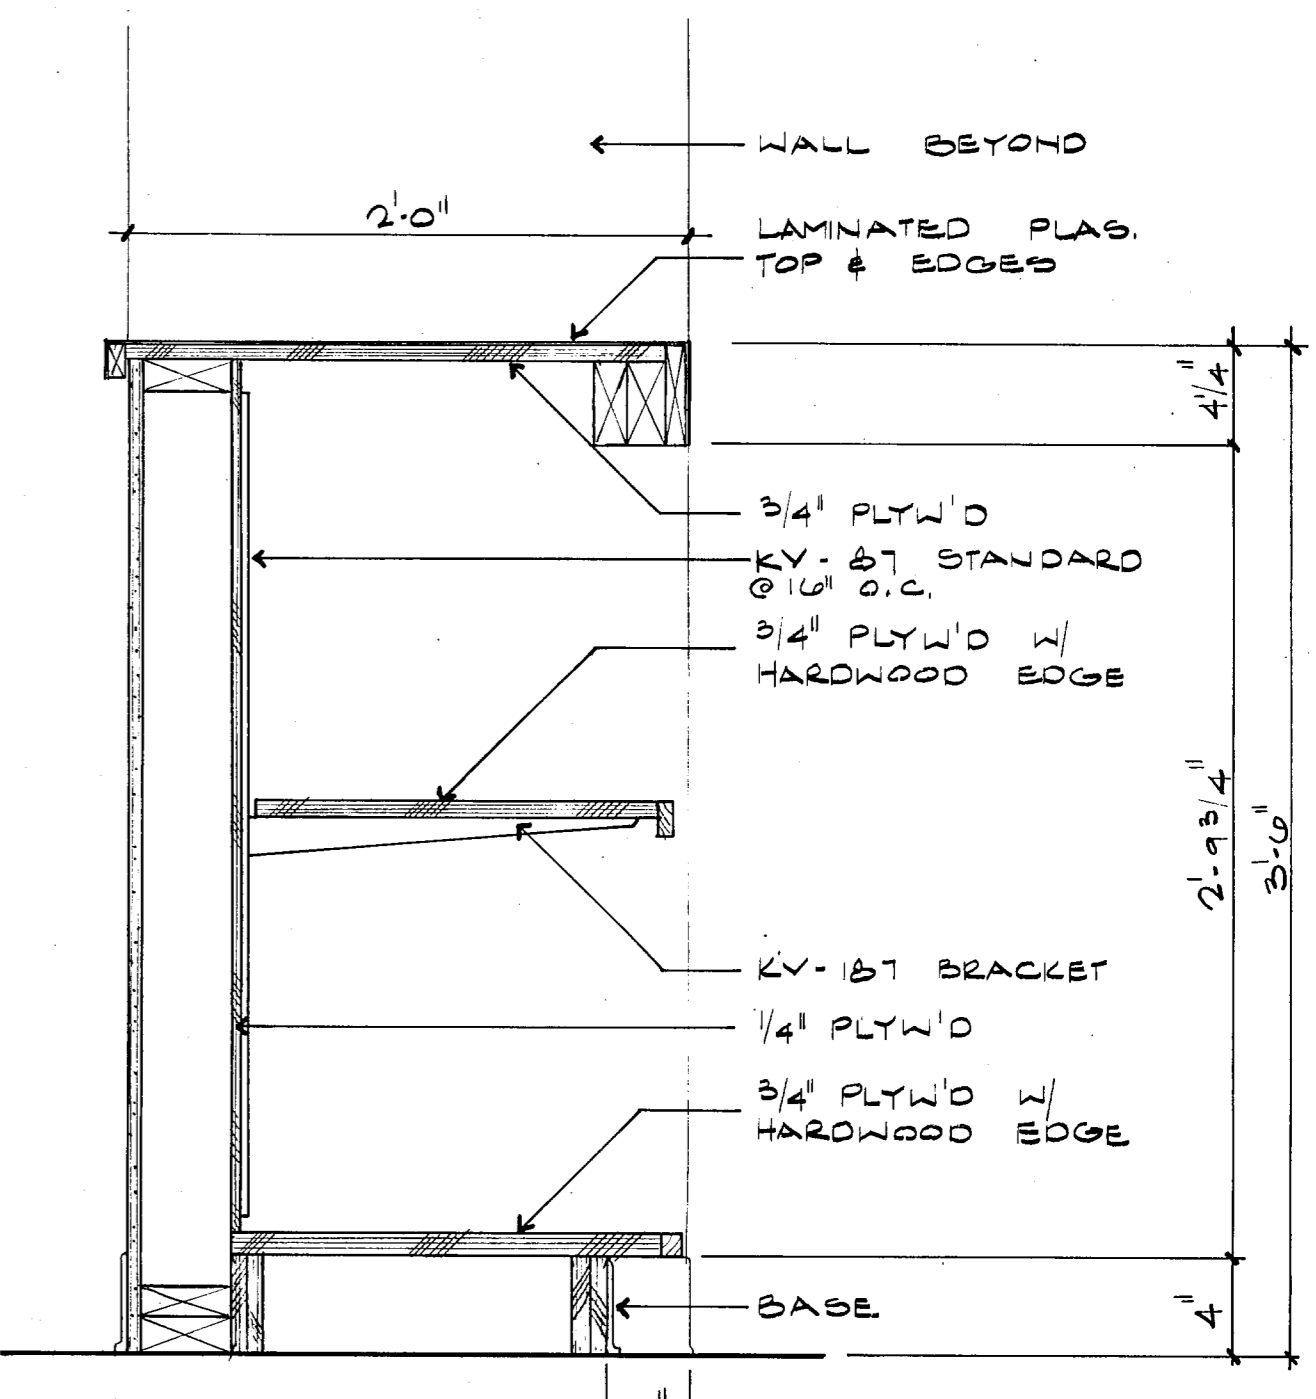 WALL BEYOND
2'-0"
LAMINATED PLAS.
TOP & EDGES
4 1/4"
3/4" PLYW'D
KV-87 STANDARD
@ 16" O.C.
3/4" PLYW'D W/
HARDWOOD EDGE
2'-9 3/4"
3'-6"
KV-187 BRACKET
1/4" PLYW'D
3/4" PLYW'D W/
HARDWOOD EDGE
BASE
4"